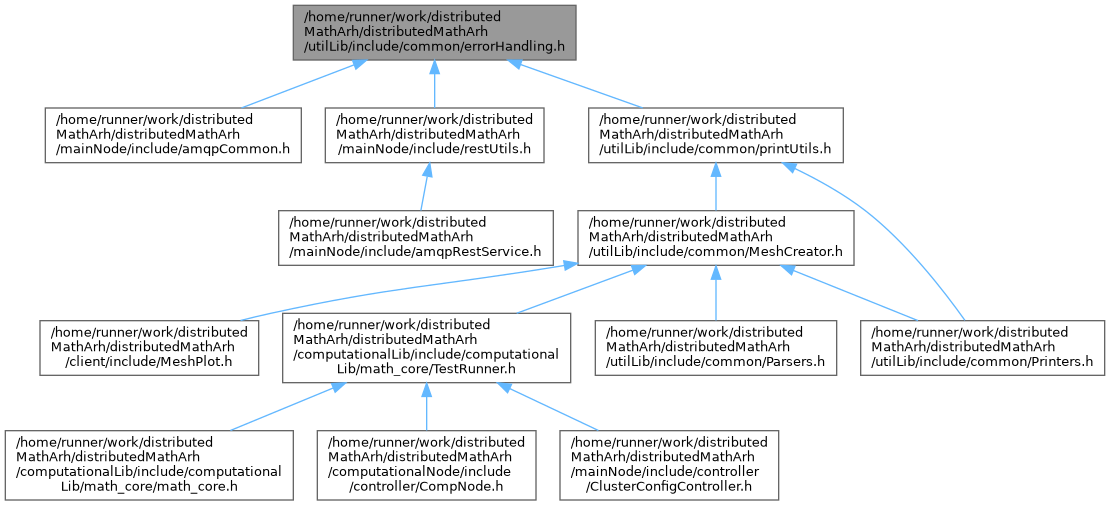 /home/runner/work/distributed
MathArh/distributedMathArh
/utilLib/include/common/errorHandling.h
/home/runner/work/distributed
MathArh/distributedMathArh
/mainNode/include/amqpCommon.h
/home/runner/work/distributed
MathArh/distributedMathArh
/mainNode/include/restUtils.h
/home/runner/work/distributed
MathArh/distributedMathArh
/utilLib/include/common/printUtils.h
/home/runner/work/distributed
MathArh/distributedMathArh
/mainNode/include/amqpRestService.h
/home/runner/work/distributed
MathArh/distributedMathArh
/utilLib/include/common/MeshCreator.h
/home/runner/work/distributed
MathArh/distributedMathArh
/client/include/MeshPlot.h
/home/runner/work/distributed
MathArh/distributedMathArh
/computationalLib/include/computational
Lib/math_core/TestRunner.h
/home/runner/work/distributed
MathArh/distributedMathArh
/utilLib/include/common/Parsers.h
/home/runner/work/distributed
MathArh/distributedMathArh
/utilLib/include/common/Printers.h
/home/runner/work/distributed
MathArh/distributedMathArh
/computationalLib/include/computational
Lib/math_core/math_core.h
/home/runner/work/distributed
MathArh/distributedMathArh
/computationalNode/include
/controller/CompNode.h
/home/runner/work/distributed
MathArh/distributedMathArh
/mainNode/include/controller
/ClusterConfigController.h